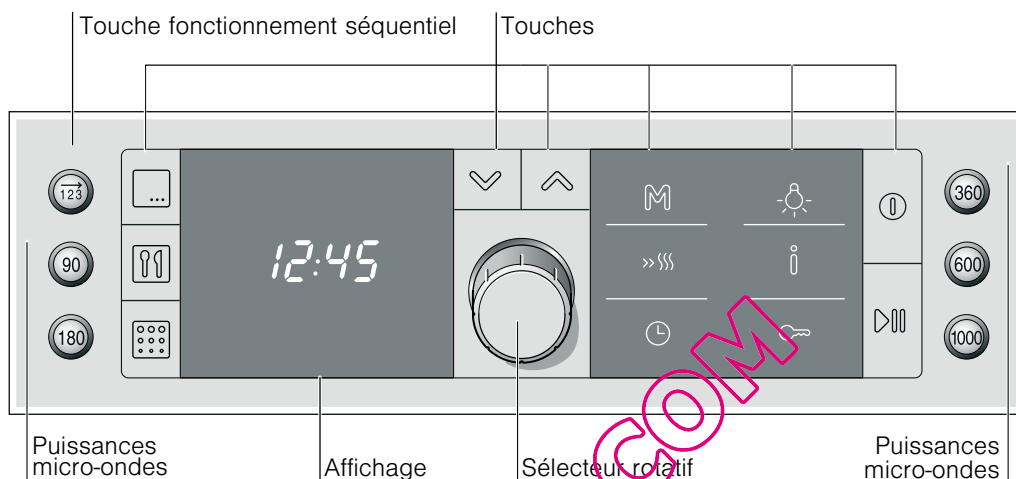 Touche fonctionnement séquentiel
Touches
123
...
M
360
90
12:45
i
600
180
1000
Puissances
micro-ondes
Affichage
Sélecteur rotatif
Puissances
micro-ondes
COM